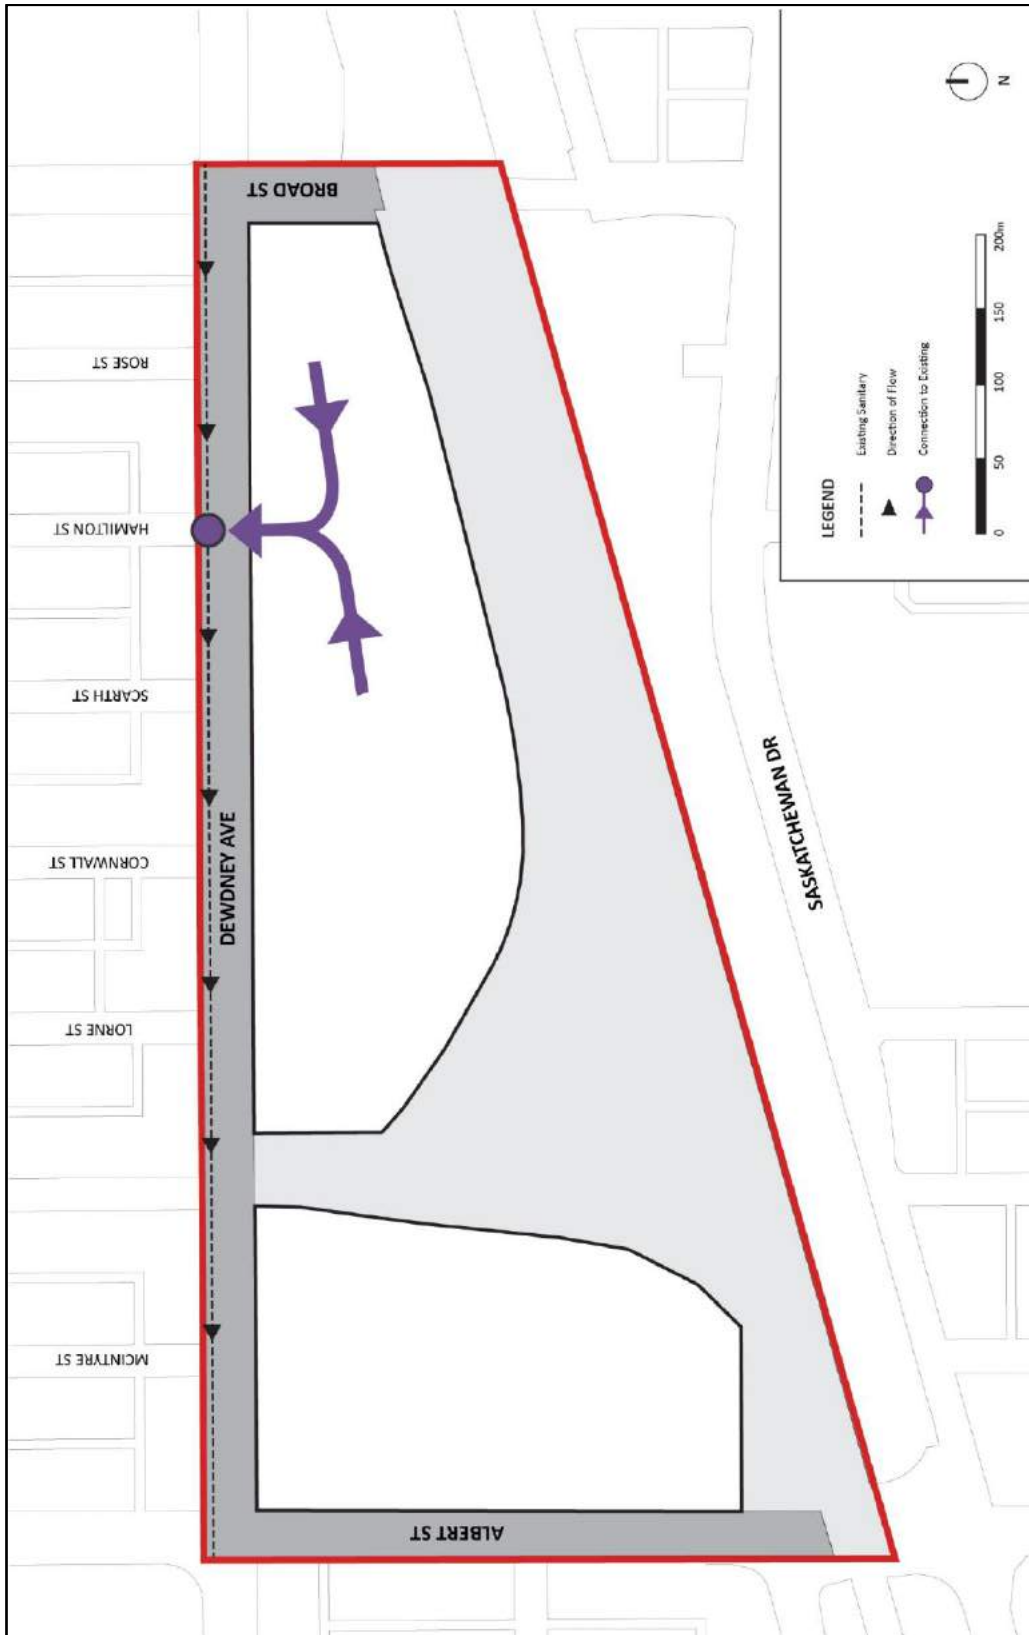 ROSE ST
HAMILTON ST
SCARTH ST
CORNWALL ST
LORNE ST
MCINTYRE ST
BROAD ST
DEWDNEY AVE
ALBERT ST
SASKATCHEWAN DR
N
LEGEND
Existing Sanitary
Direction of Flow
Connection to Existing
0 50 100 150 200m